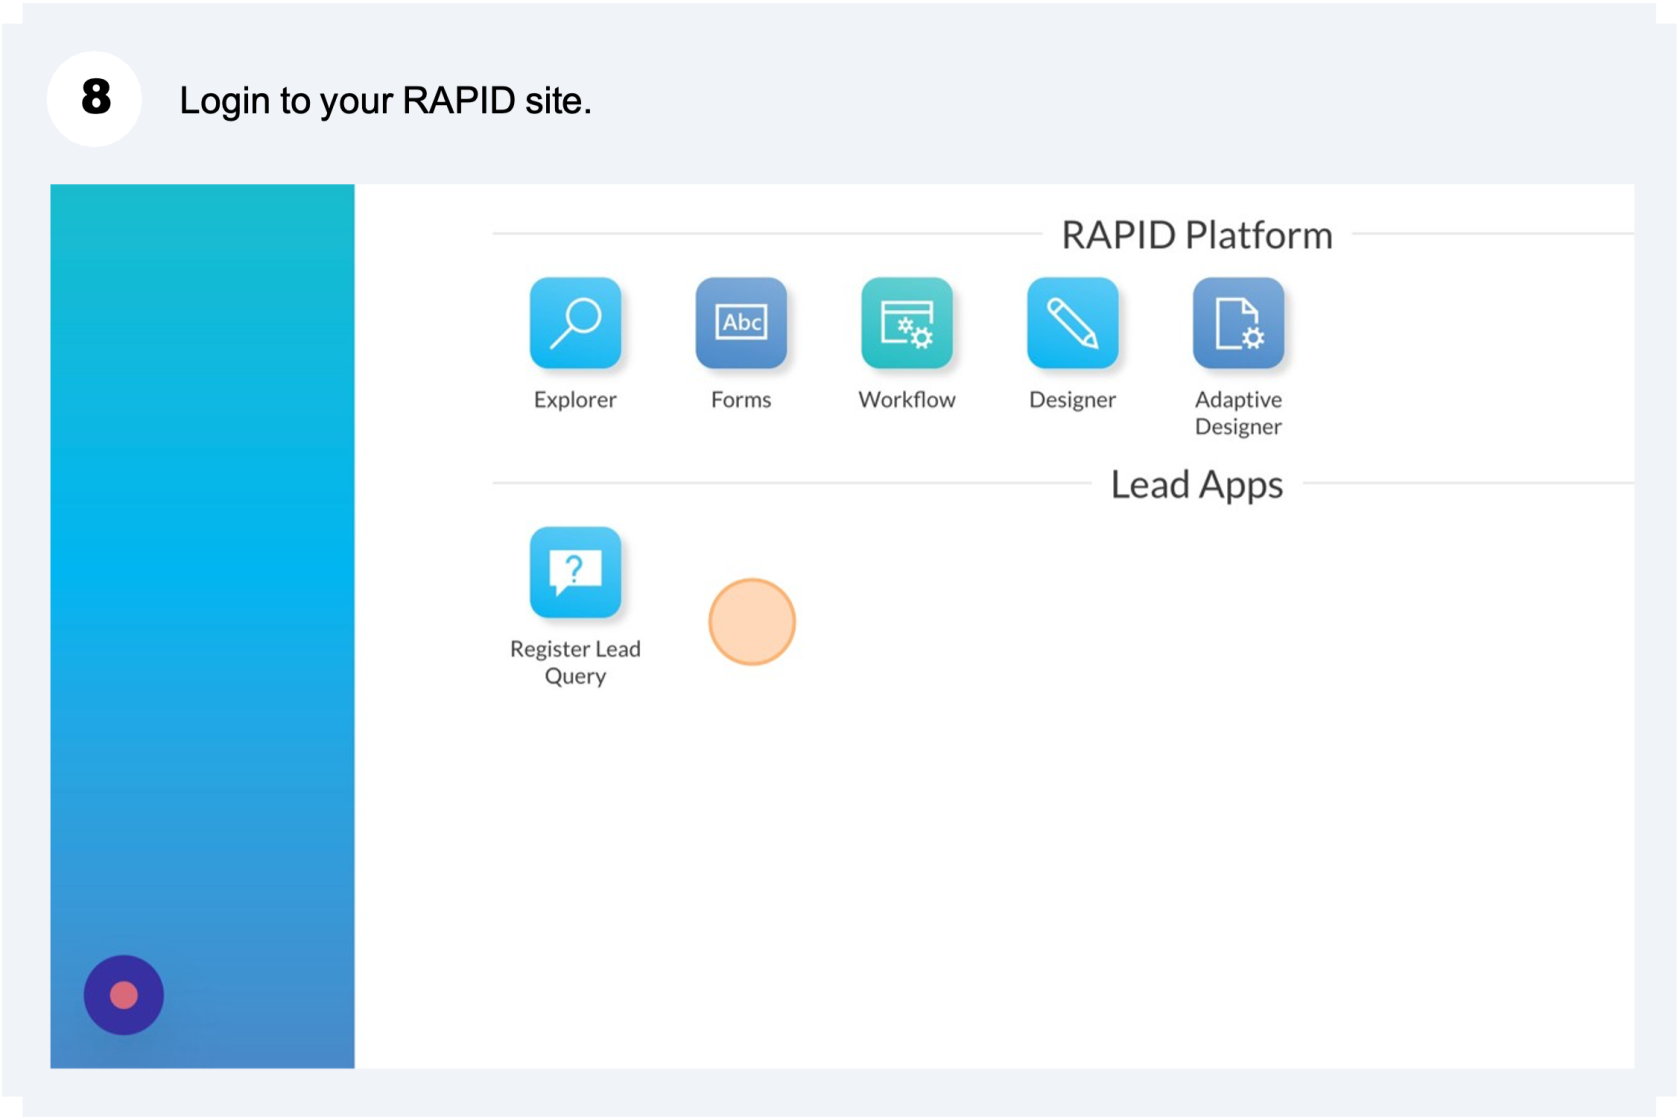 8
Login to your RAPID site.
RAPID Platform
Abc
Explorer
Forms
Workflow
Designer
Adaptive
Designer
Lead Apps
?
Register Lead
Query